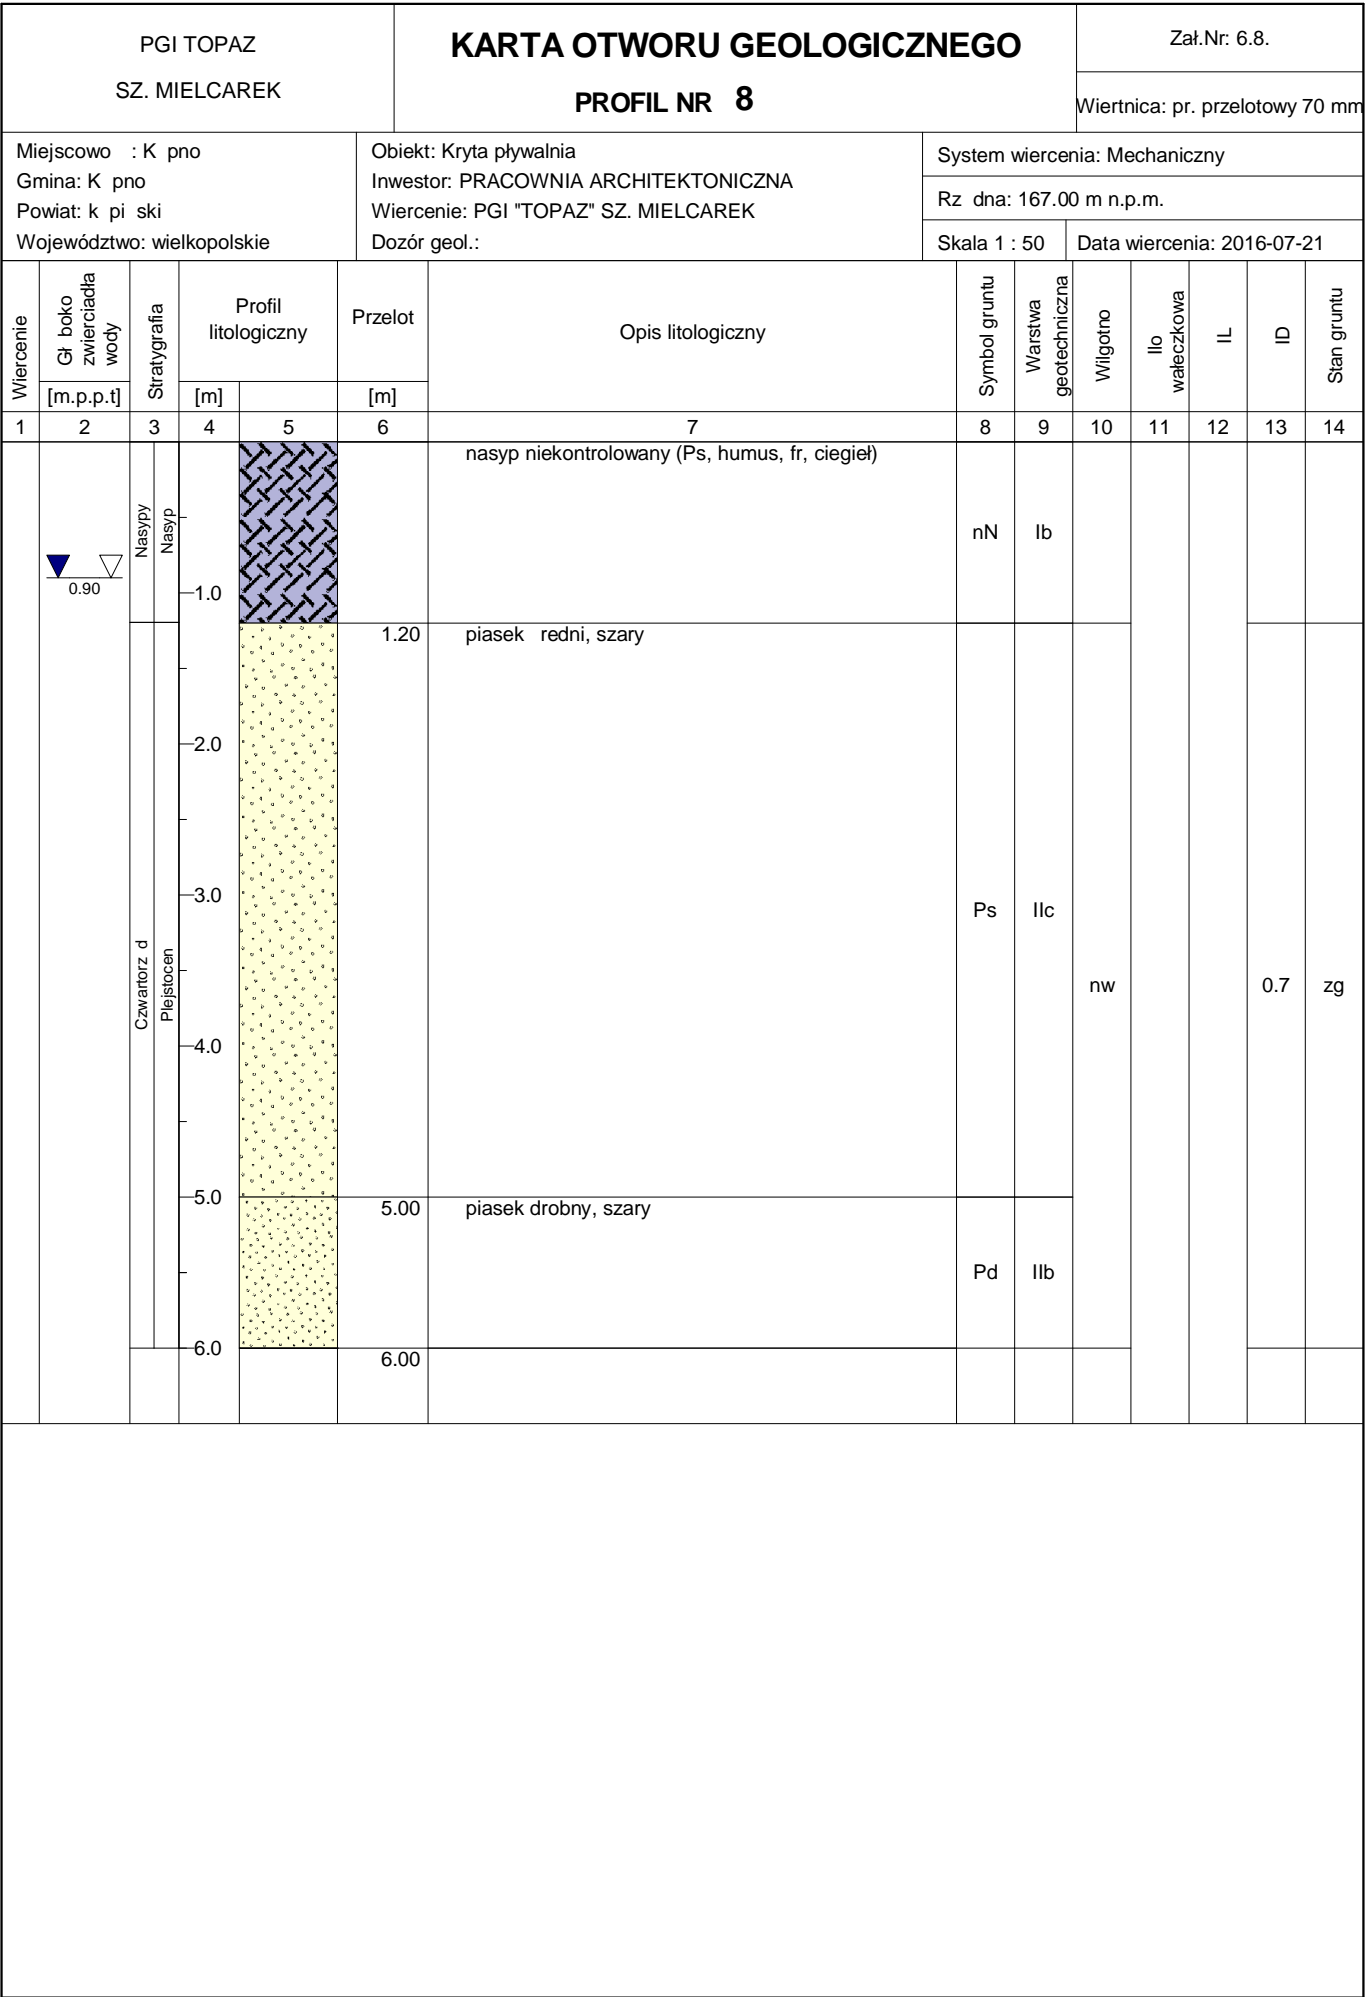 PGI TOPAZ
SZ. MIELCAREK
KARTA OTWORU GEOLOGICZNEGO
PROFIL NR 8
Zał.Nr: 6.8.
Wiertnica: pr. przelotowy 70 mm
Miejscowo : K pno
Gmina: K pno
Powiat: k pi ski
Województwo: wielkopolskie
Obiekt: Kryta pływalnia
Inwestor: PRACOWNIA ARCHITEKTONICZNA
Wiercenie: PGI "TOPAZ" SZ. MIELCAREK
Dozór geol.:
System wiercenia: Mechaniczny
Rz dna: 167.00 m n.p.m.
Skala 1 : 50
Data wiercenia: 2016-07-21
Wiercenie
Gł boko
zwierciadła
wody
[m.p.p.t]
Stratygrafia
Profil
litologiczny
[m]
Przelot
[m]
Opis litologiczny
Symbol gruntu
Warstwa
geotechniczna
Wilgotno
Ilo
wałeczkowa
IL
ID
Stan gruntu
1 2 3 4 5 6 7 8 9 10 11 12 13 14
nasyp niekontrolowany (Ps, humus, fr, ciegieł)
Nasypy
Nasyp
nN Ib
0.90
1.0
1.20 piasek redni, szary
2.0
3.0
Ps IIc
Czwartorz d
Plejstocen
nw 0.7 zg
4.0
5.0
5.00 piasek drobny, szary
Pd IIb
6.0
6.00